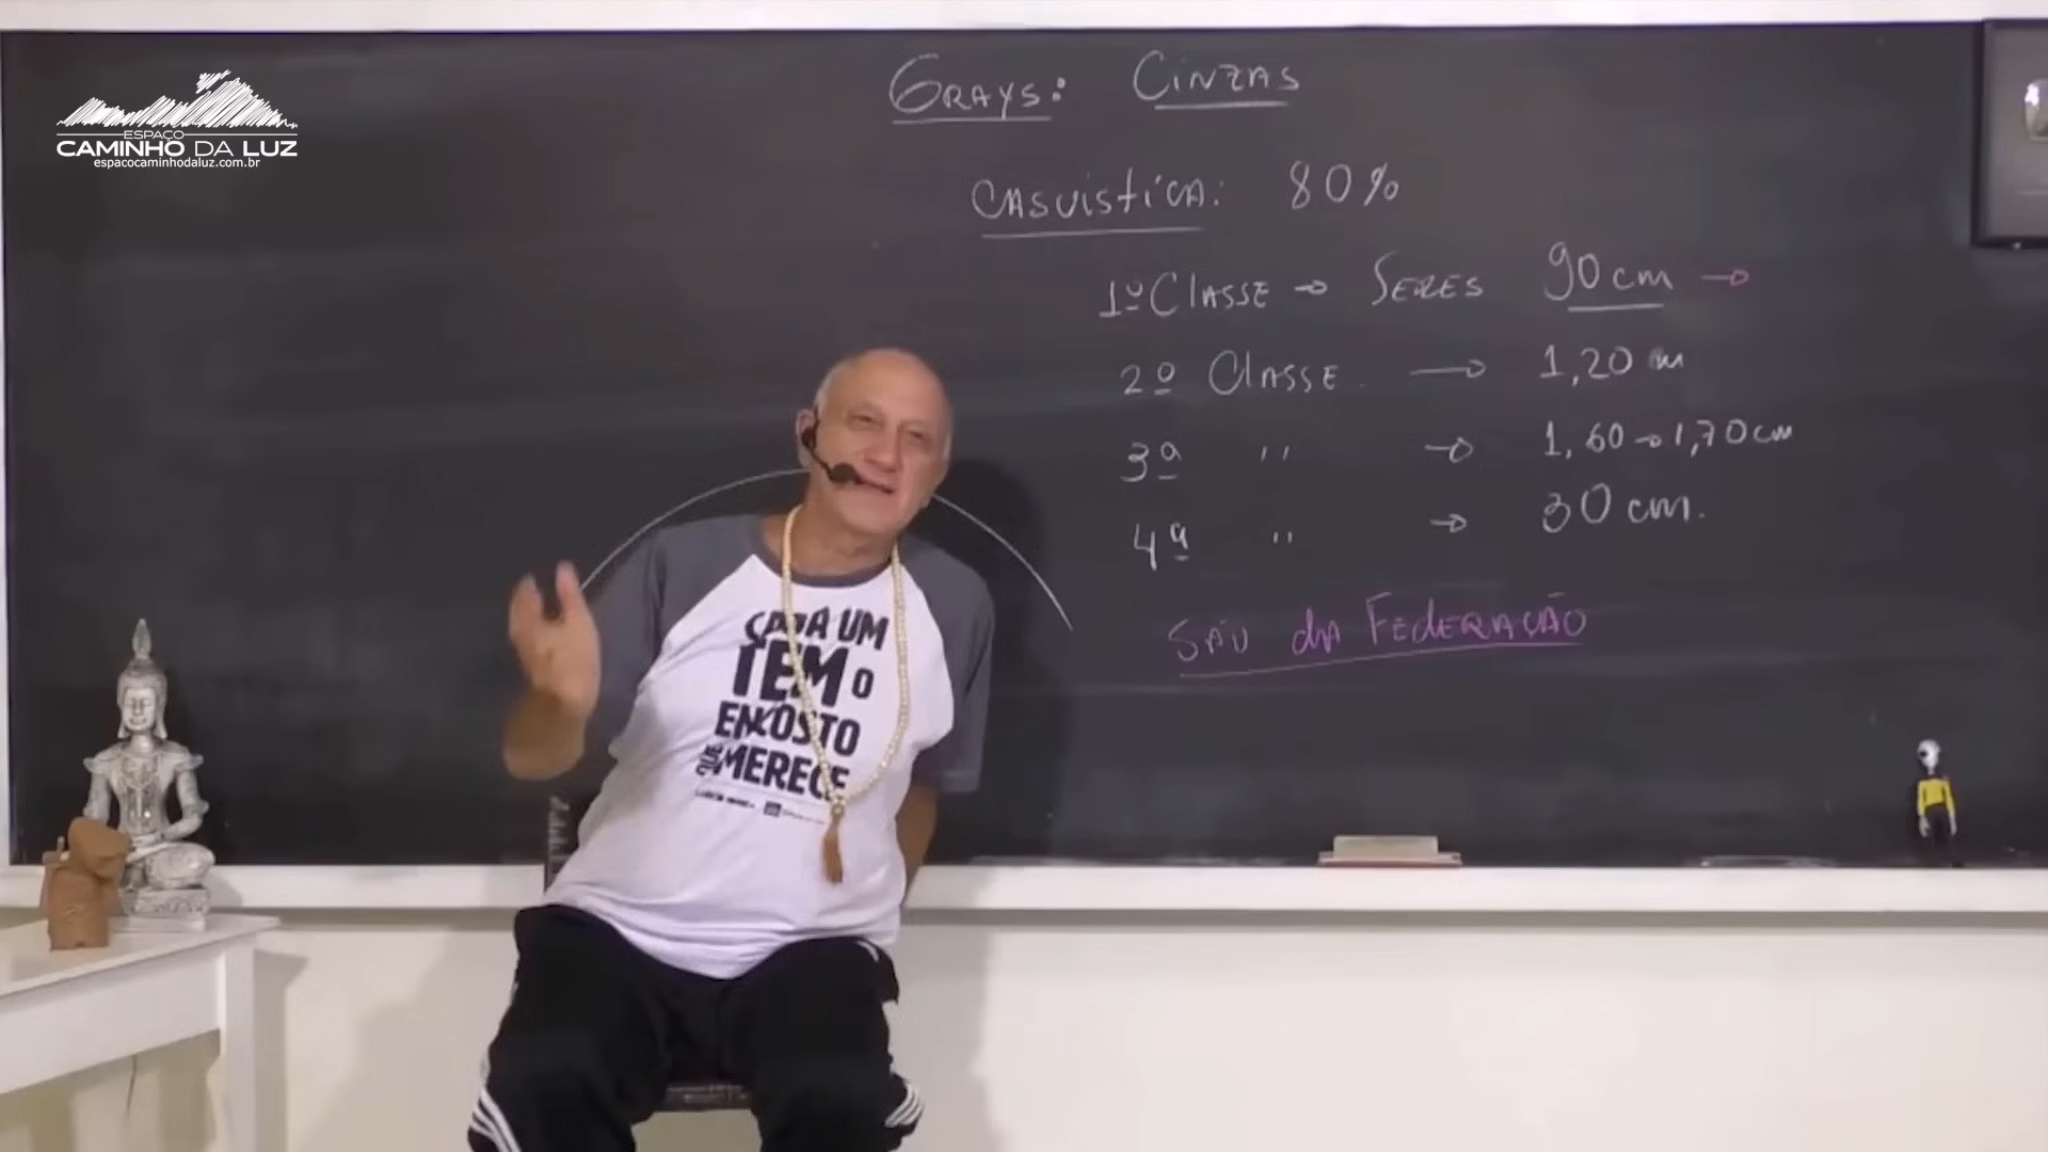 ESPAÇO
CAMINHO DA LUZ
espacocaminhodaluz.com.br
GRAYS: CINZAS
CASUISTICA: 80%
1º CLASSE → SERES 90 cm →
2º CLASSE. → 1,20 m
3ª '' → 1,60 → 1,70 cm
4ª '' → 30 cm.
SÃO dA FEdERAÇÃO
CADA UM
TEM O
ENCOSTO
QUE MERECE